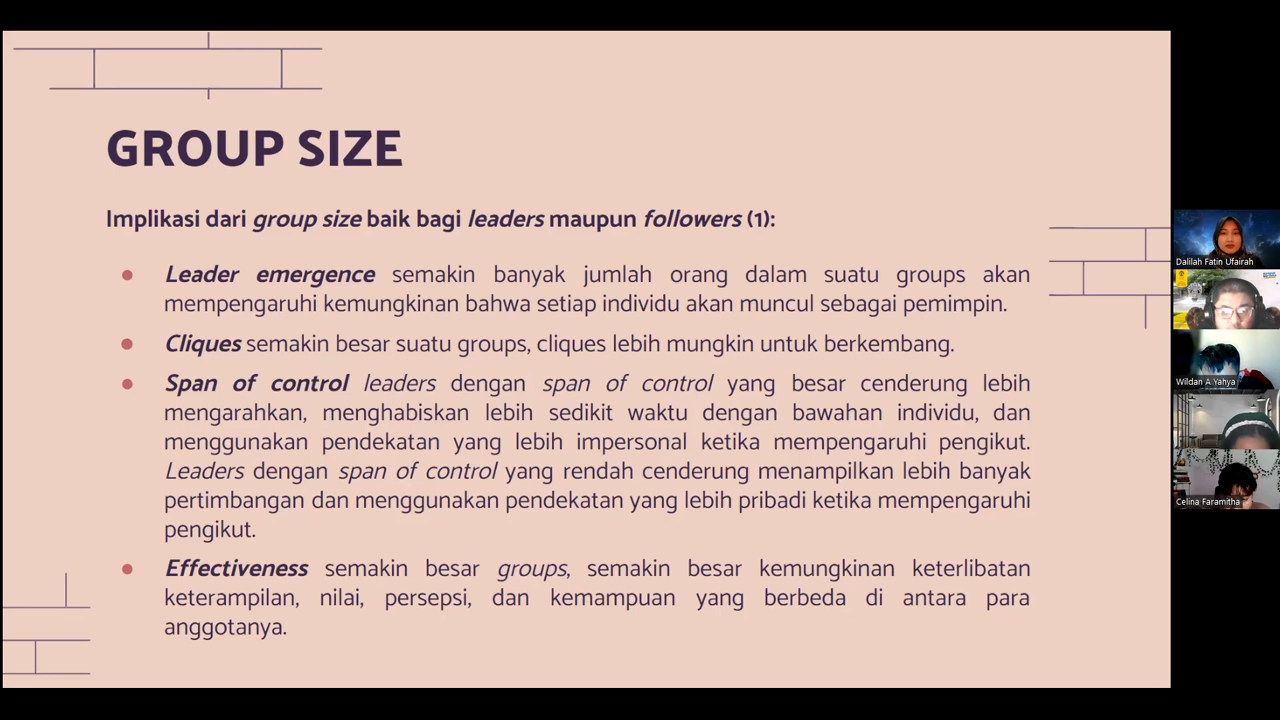 GROUP SIZE
Implikasi dari group size baik bagi leaders maupun followers (1):
Leader emergence semakin banyak jumlah orang dalam suatu groups akan
mempengaruhi kemungkinan bahwa setiap individu akan muncul sebagai pemimpin.
Cliques semakin besar suatu groups, cliques lebih mungkin untuk berkembang.
Span of control leaders dengan span of control yang besar cenderung lebih
mengarahkan, menghabiskan lebih sedikit waktu dengan bawahan individu, dan
menggunakan pendekatan yang lebih impersonal ketika mempengaruhi pengikut.
Leaders dengan span of control yang rendah cenderung menampilkan lebih banyak
pertimbangan dan menggunakan pendekatan yang lebih pribadi ketika mempengaruhi
pengikut.
Effectiveness semakin besar groups, semakin besar kemungkinan keterlibatan
keterampilan, nilai, persepsi, dan kemampuan yang berbeda di antara para
anggotanya.
Dalilah Fatin Ufairah
Wildan A Yahya
Celina Faramitha